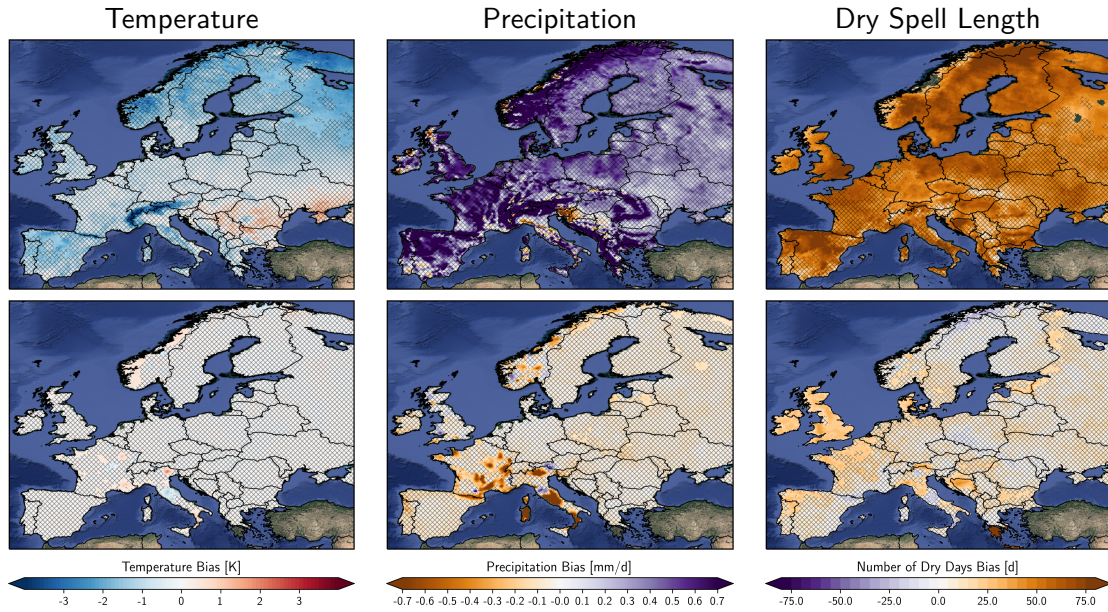 Temperature
Precipitation
Dry Spell Length
Temperature Bias [K]
-3 -2 -1 0 1 2 3
Precipitation Bias [mm/d]
-0.7 -0.6 -0.5 -0.4 -0.3 -0.2 -0.1 0.0 0.1 0.2 0.3 0.4 0.5 0.6 0.7
Number of Dry Days Bias [d]
-75.0 -50.0 -25.0 0.0 25.0 50.0 75.0